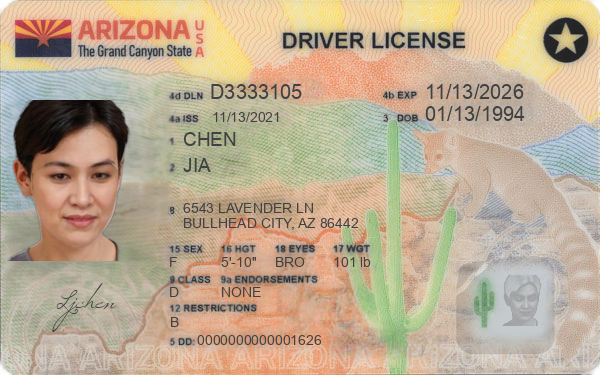 ARIZONA USA
The Grand Canyon State
DRIVER LICENSE
4d DLN D3333105
4b EXP 11/13/2026
4a ISS 11/13/2021
3 DOB 01/13/1994
1 CHEN
2 JIA
8 6543 LAVENDER LN
BULLHEAD CITY, AZ 86442
15 SEX 16 HGT 18 EYES 17 WGT
F 5'-10" BRO 101 lb
9 CLASS 9a ENDORSEMENTS
D NONE
12 RESTRICTIONS
B
5 DD: 0000000000001626
Ljchen
ONA ARIZONA ARIZONA ARIZONA ARIZON